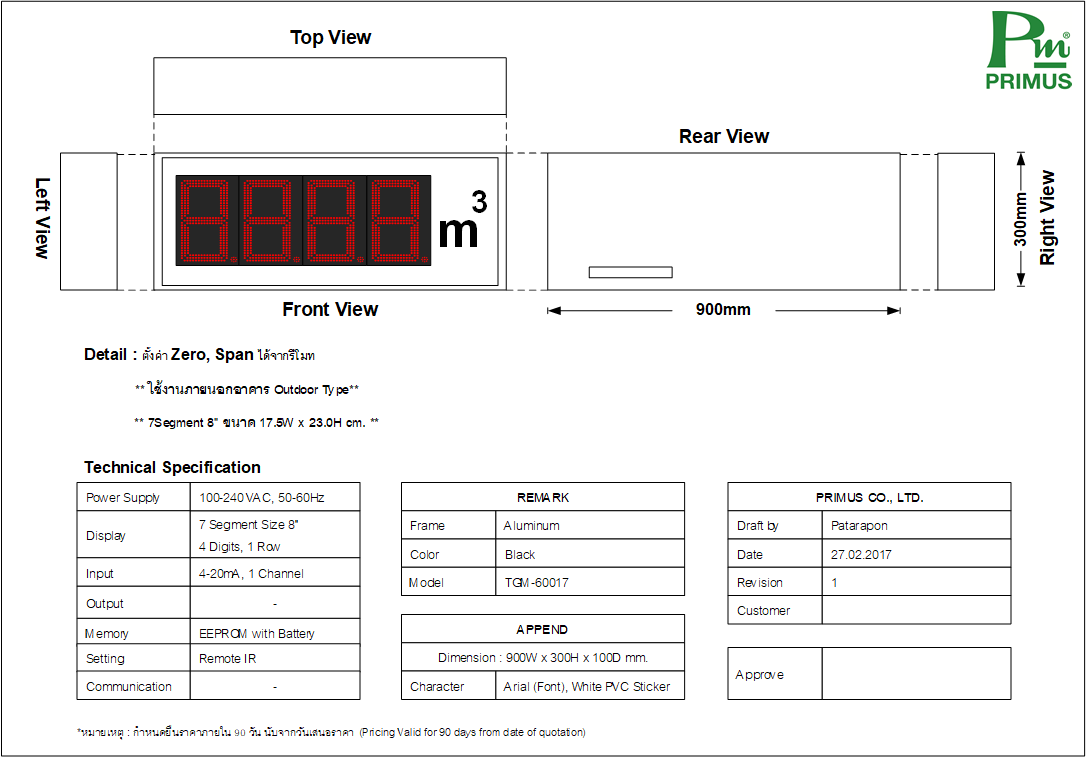 Pm®
PRIMUS
Top View
Rear View
Left View
m³
300mm
Right View
Front View
900mm
Detail : ตั้งค่า Zero, Span ได้จากรีโมท
** ใช้งานภายนอกอาคาร Outdoor Type**
** 7Segment 8" ขนาด 17.5W x 23.0H cm. **
Technical Specification
Power Supply 100-240VAC, 50-60Hz
Display 7 Segment Size 8"
4 Digits, 1 Row
Input 4-20mA, 1 Channel
Output -
Memory EEPROM with Battery
Setting Remote IR
Communication -
REMARK
Frame Aluminum
Color Black
Model TGM-60017
APPEND
Dimension : 900W x 300H x 100D mm.
Character Arial (Font), White PVC Sticker
PRIMUS CO., LTD.
Draft by Patarapon
Date 27.02.2017
Revision 1
Customer
Approve
*หมายเหตุ : กำหนดยืนราคาภายใน 90 วัน นับจากวันเสนอราคา (Pricing Valid for 90 days from date of quotation)